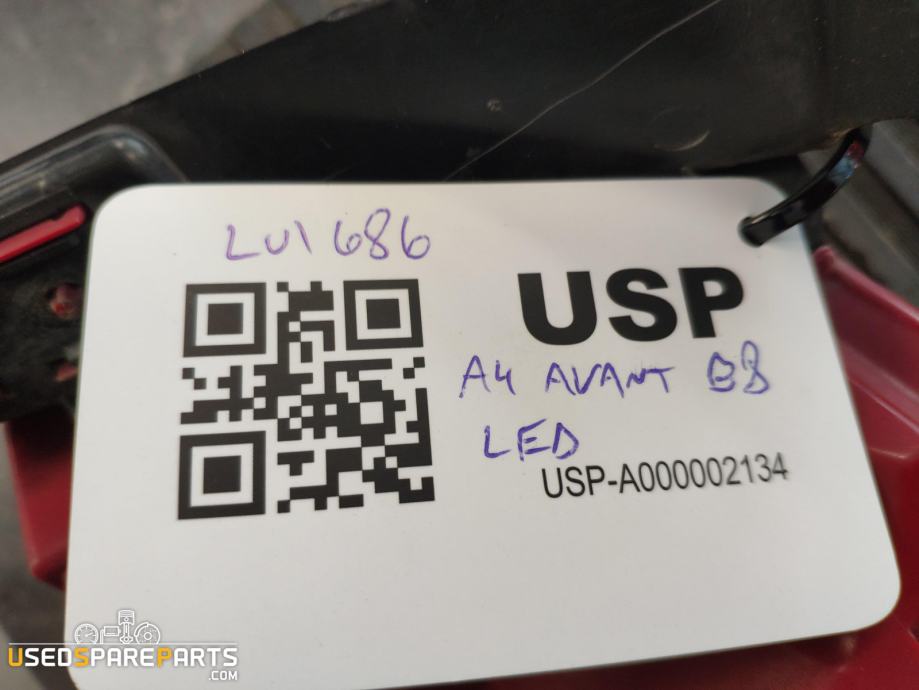 LU1686
USP
A4 AVANT B8
LED
USP-A000002134
USEDSPAREPARTS
.COM